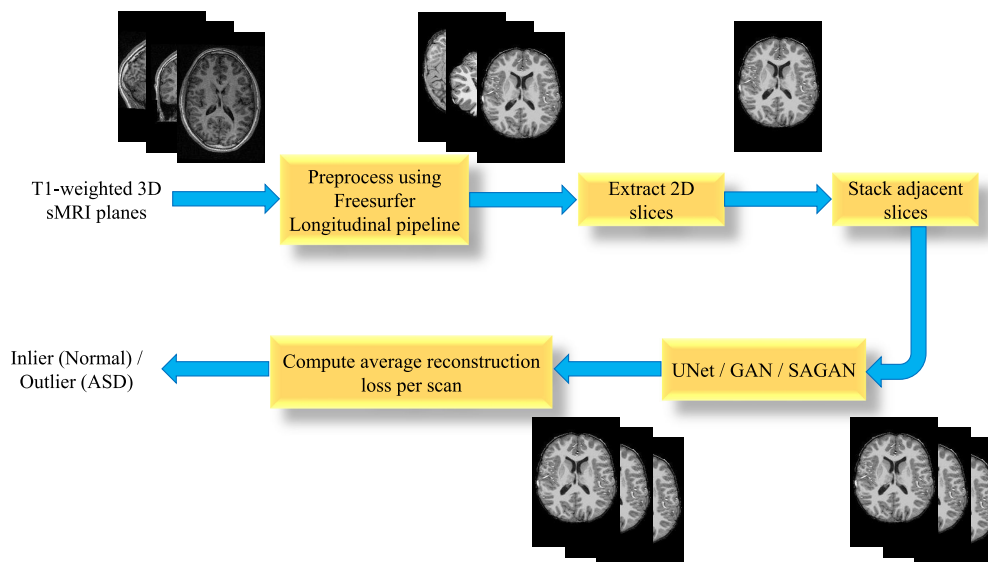 T1-weighted 3D
sMRI planes
Preprocess using
Freesurfer
Longitudinal pipeline
Extract 2D
slices
Stack adjacent
slices
Inlier (Normal) /
Outlier (ASD)
Compute average reconstruction
loss per scan
UNet / GAN / SAGAN